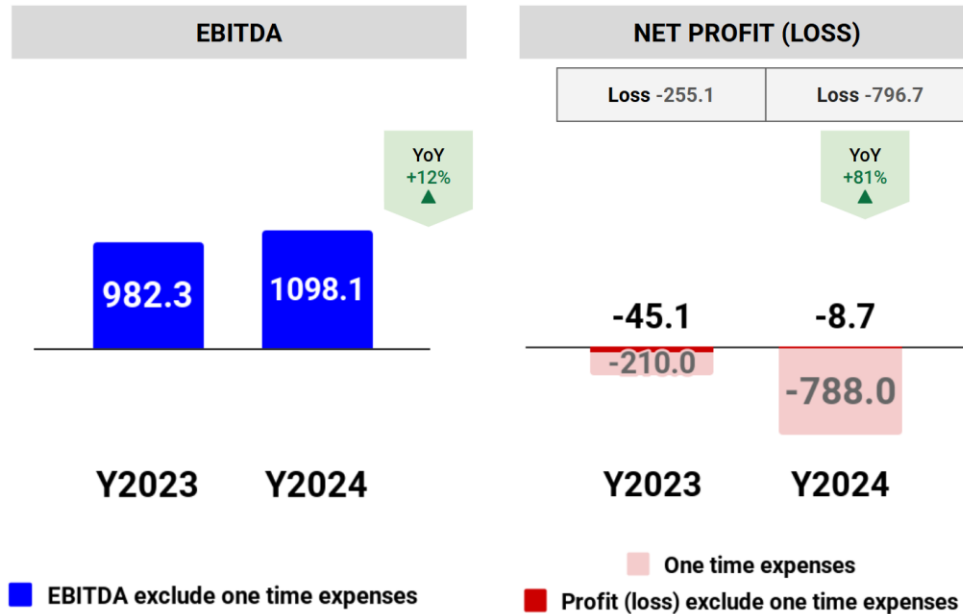 EBITDA
YoY
+12%
982.3
1098.1
Y2023
Y2024
EBITDA exclude one time expenses
NET PROFIT (LOSS)
Loss -255.1
Loss -796.7
YoY
+81%
-45.1
-8.7
-210.0
-788.0
Y2023
Y2024
One time expenses
Profit (loss) exclude one time expenses